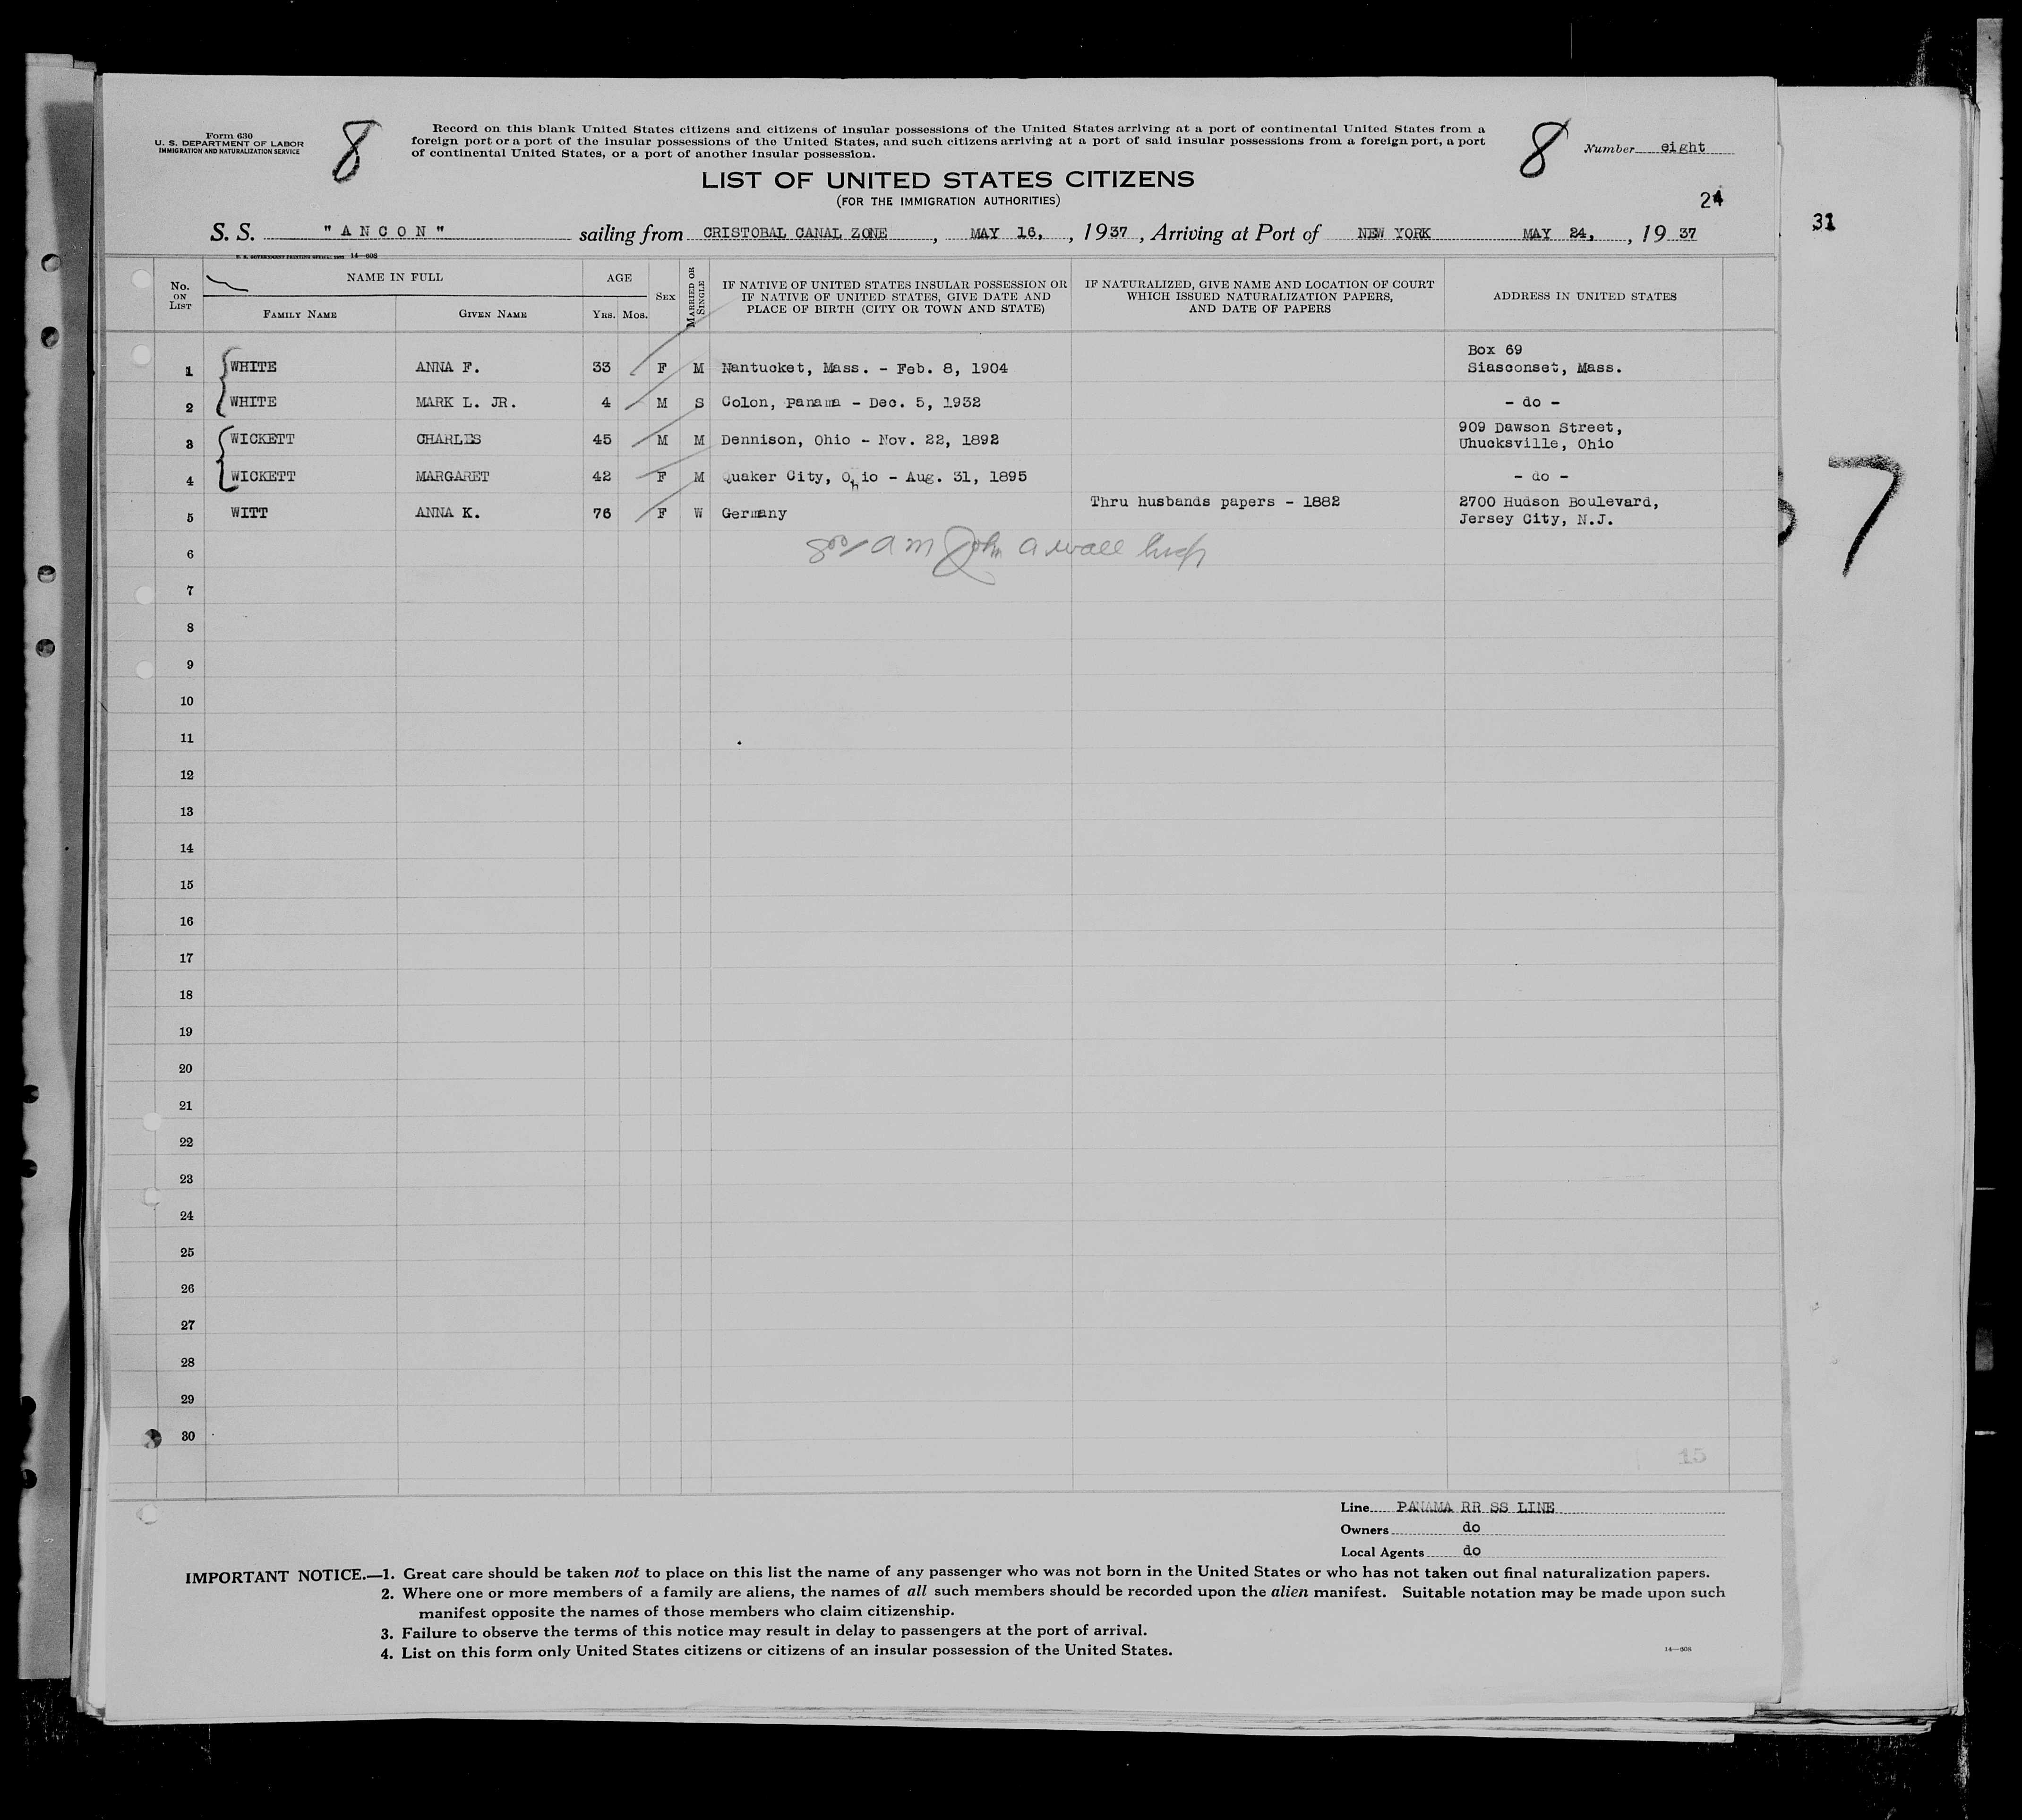 Form 630
U. S. DEPARTMENT OF LABOR
IMMIGRATION AND NATURALIZATION SERVICE
8
Record on this blank United States citizens and citizens of insular possessions of the United States arriving at a port of continental United States from a
foreign port or a port of the insular possessions of the United States, and such citizens arriving at a port of said insular possessions from a foreign port, a port
of continental United States, or a port of another insular possession.
8
Number eight
LIST OF UNITED STATES CITIZENS
(FOR THE IMMIGRATION AUTHORITIES)
24
31
S. S. "ANCON" sailing from CRISTOBAL CANAL ZONE, MAY 16, , 1937, Arriving at Port of NEW YORK MAY 24, , 19 37
U. S. GOVERNMENT PRINTING OFFICE: 14—608
No. ON LIST
NAME IN FULL
FAMILY NAME GIVEN NAME
AGE
YRS. MOS.
SEX
MARRIED OR SINGLE
IF NATIVE OF UNITED STATES INSULAR POSSESSION OR
IF NATIVE OF UNITED STATES, GIVE DATE AND
PLACE OF BIRTH (CITY OR TOWN AND STATE)
IF NATURALIZED, GIVE NAME AND LOCATION OF COURT
WHICH ISSUED NATURALIZATION PAPERS,
AND DATE OF PAPERS
ADDRESS IN UNITED STATES
1 WHITE ANNA F. 33 F M Nantucket, Mass. - Feb. 8, 1904 Box 69
Siasconset, Mass.
2 WHITE MARK L. JR. 4 M S Colon, panama - Dec. 5, 1932 - do -
3 WICKETT CHARLES 45 M M Dennison, Ohio - Nov. 22, 1892 909 Dawson Street,
Uhucksville, Ohio
4 WICKETT MARGARET 42 F M Quaker City, Ohio - Aug. 31, 1895 - do -
5 WITT ANNA K. 76 F W Germany Thru husbands papers - 1882 2700 Hudson Boulevard,
Jersey City, N.J.
6 800 AM John A Wall Insp
7
7
8
9
10
11
12
13
14
15
16
17
18
19
20
21
22
23
24
25
26
27
28
29
30
15
Line PANAMA RR SS LINE
Owners do
Local Agents do
IMPORTANT NOTICE.—1. Great care should be taken not to place on this list the name of any passenger who was not born in the United States or who has not taken out final naturalization papers.
2. Where one or more members of a family are aliens, the names of all such members should be recorded upon the alien manifest. Suitable notation may be made upon such
manifest opposite the names of those members who claim citizenship.
3. Failure to observe the terms of this notice may result in delay to passengers at the port of arrival.
4. List on this form only United States citizens or citizens of an insular possession of the United States.
14—608